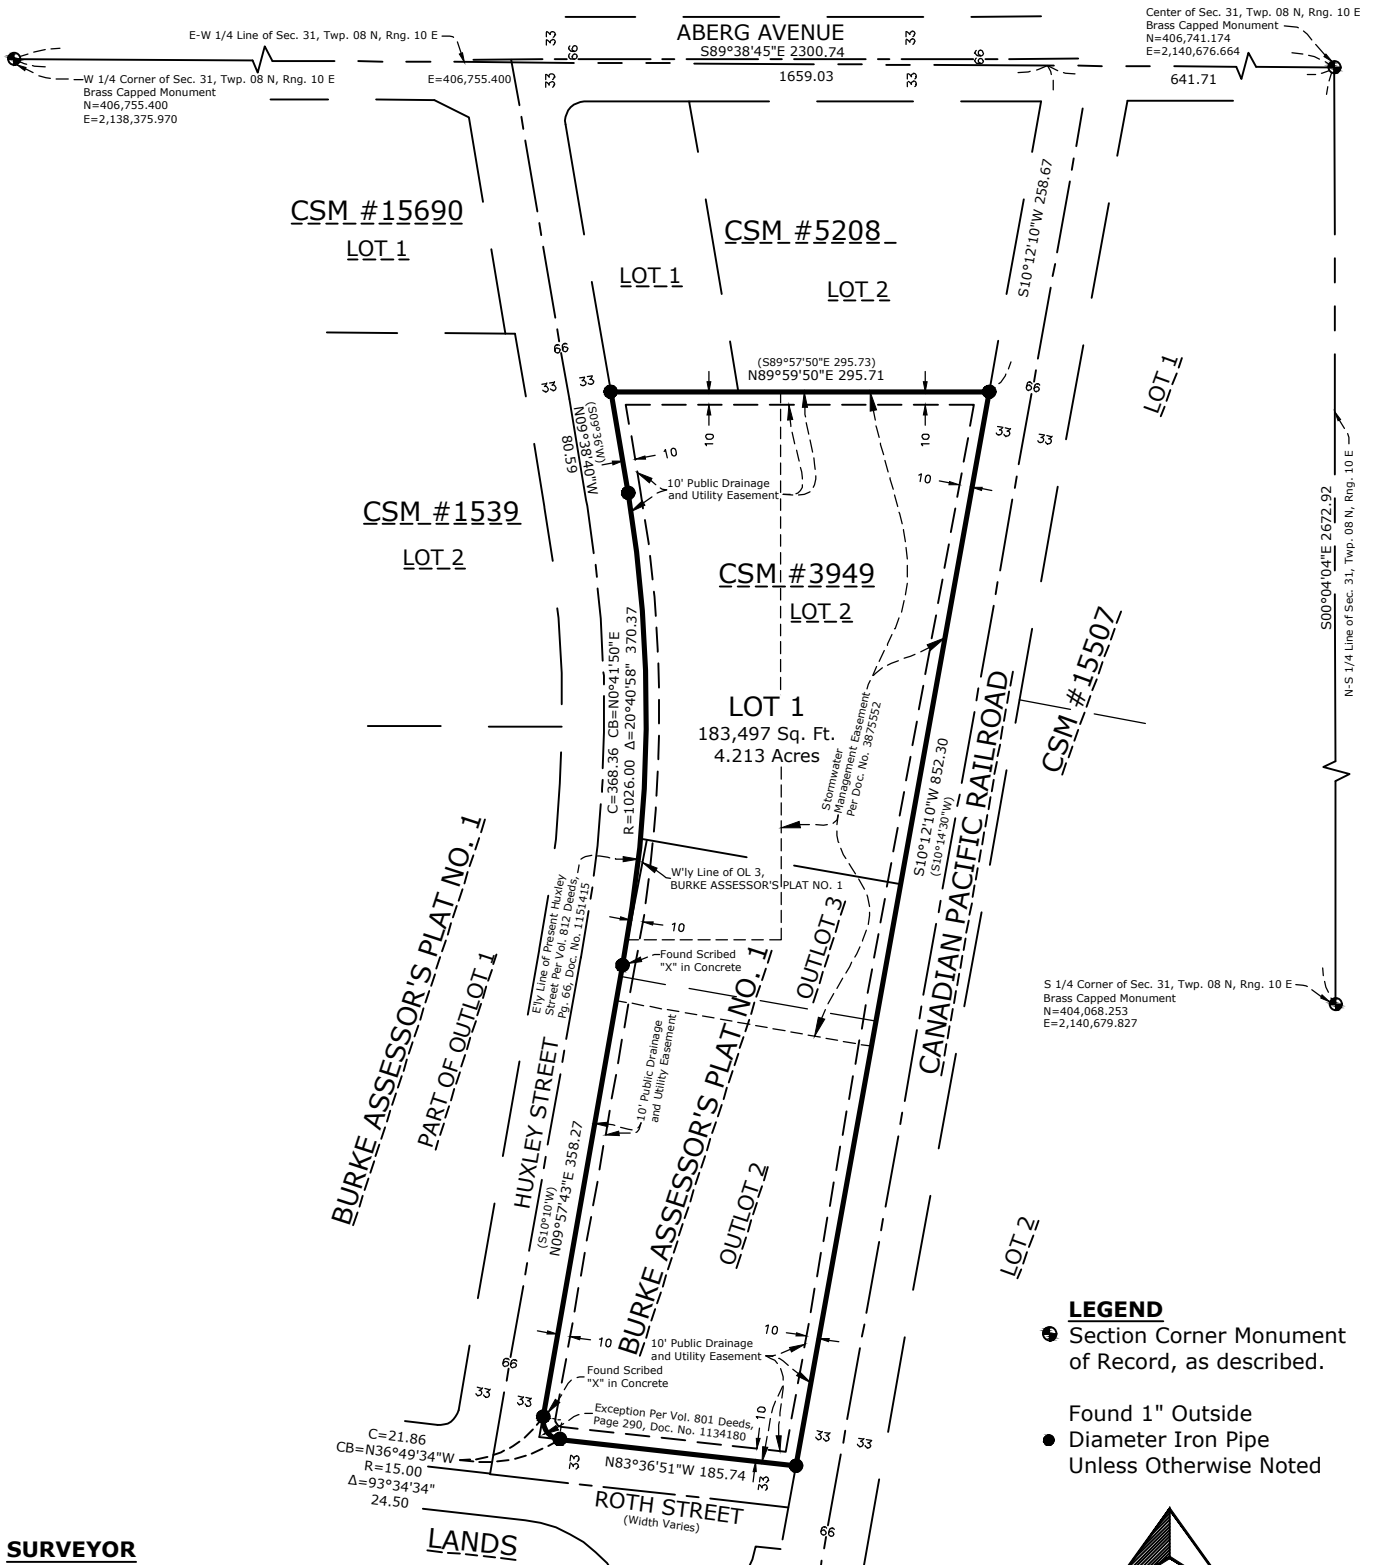 ABERG AVENUE
S89°38'45"E 2300.74
1659.03
641.71
33
66
33
33
66
33
E-W 1/4 Line of Sec. 31, Twp. 08 N, Rng. 10 E
W 1/4 Corner of Sec. 31, Twp. 08 N, Rng. 10 E
Brass Capped Monument
N=406,755.400
E=2,138,375.970
E=406,755.400
Center of Sec. 31, Twp. 08 N, Rng. 10 E
Brass Capped Monument
N=406,741.174
E=2,140,676.664
S10°12'10"W 258.67
CSM #15690
LOT 1
CSM #5208
LOT 1
LOT 2
66
33
33
(S89°57'50"E 295.73)
N89°59'50"E 295.71
66
33
33
LOT 1
10
10
10
10
(S09°36'W)
N09°38'40"W
80.59
10' Public Drainage
and Utility Easement
CSM #1539
LOT 2
CSM #3949
LOT 2
S00°04'04"E 2672.92
N-S 1/4 Line of Sec. 31, Twp. 08 N, Rng. 10 E
C=368.36 CB=N0°41'50"E
R=1026.00 Δ=20°40'58" 370.37
LOT 1
183,497 Sq. Ft.
4.213 Acres
Stormwater
Management Easement
Per Doc. No. 3875552
S10°12'10"W 852.30
(S10°14'30"W)
CANADIAN PACIFIC RAILROAD
CSM #15507
W'ly Line of OL 3,
BURKE ASSESSOR'S PLAT NO. 1
E'ly Line of Present Huxley
Street Per Vol. 812 Deeds,
Pg. 66, Doc. No. 1151415
10
Found Scribed
"X" in Concrete
OUTLOT 3
BURKE ASSESSOR'S PLAT NO. 1
PART OF OUTLOT 1
S 1/4 Corner of Sec. 31, Twp. 08 N, Rng. 10 E
Brass Capped Monument
N=404,068.253
E=2,140,679.827
HUXLEY STREET
10' Public Drainage
and Utility Easement
(S10°10'W)
N09°57'43"E 358.27
BURKE ASSESSOR'S PLAT NO. 1
OUTLOT 2
LOT 2
10
10
10' Public Drainage
and Utility Easement
66
33
33
Found Scribed
"X" in Concrete
Exception Per Vol. 801 Deeds,
Page 290, Doc. No. 1134180
10
33
33
C=21.86
CB=N36°49'34"W
R=15.00
Δ=93°34'34"
24.50
33
N83°36'51"W 185.74
33
ROTH STREET
(Width Varies)
66
LANDS
LEGEND
Section Corner Monument
of Record, as described.
Found 1" Outside
Diameter Iron Pipe
Unless Otherwise Noted
SURVEYOR